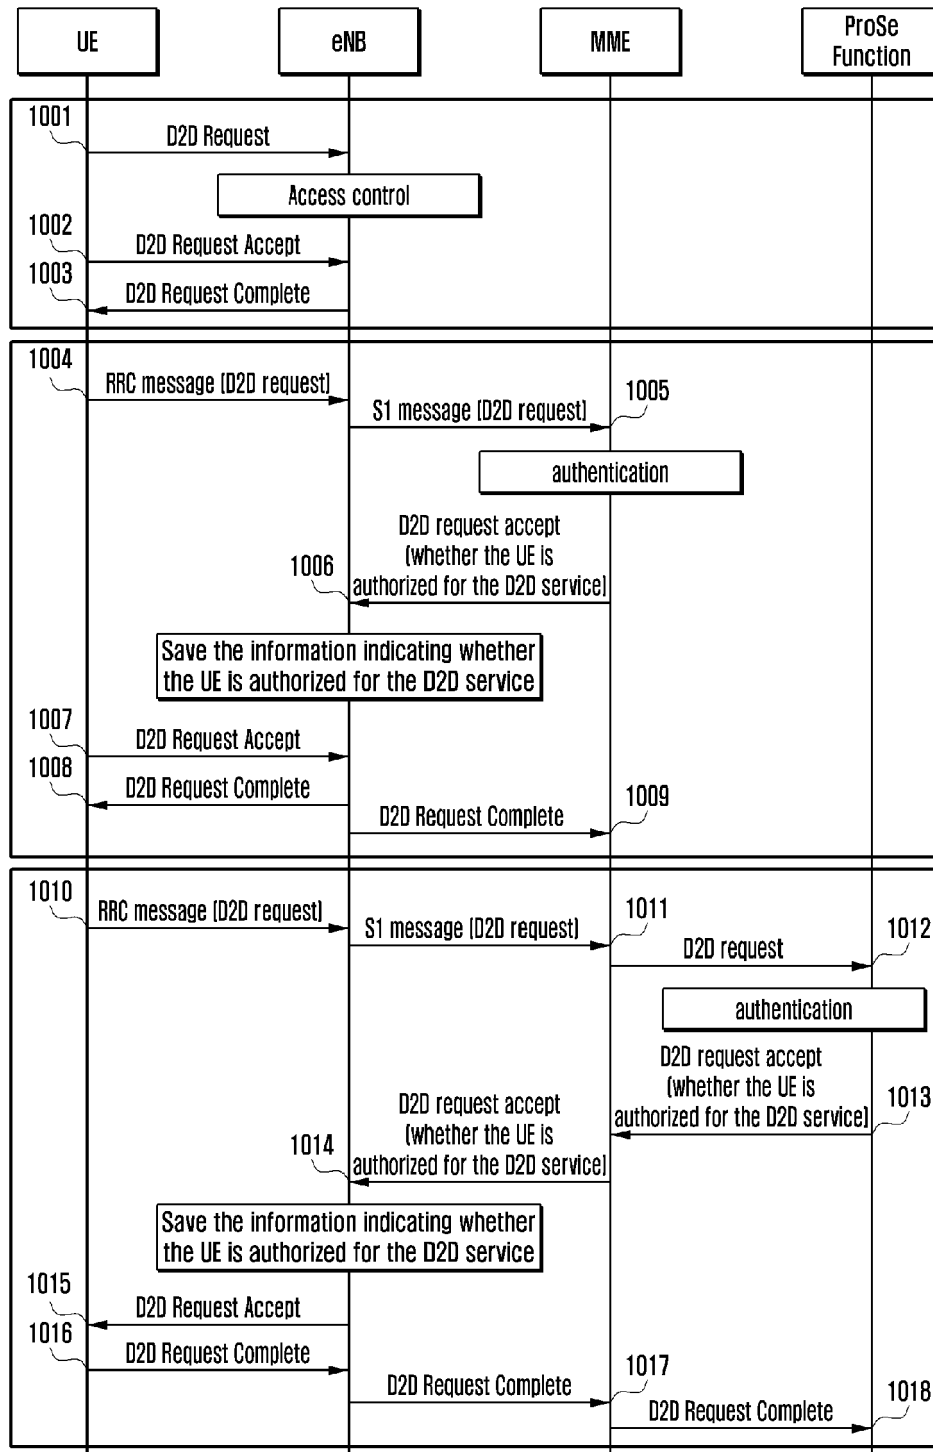 UE
eNB
MME
ProSe
Function
1001
D2D Request
Access control
1002
D2D Request Accept
1003
D2D Request Complete
1004
RRC message (D2D request)
1005
S1 message (D2D request)
authentication
D2D request accept
(whether the UE is
authorized for the D2D service)
1006
Save the information indicating whether
the UE is authorized for the D2D service
1007
D2D Request Accept
1008
D2D Request Complete
1009
D2D Request Complete
1010
RRC message (D2D request)
1011
S1 message (D2D request)
1012
D2D request
authentication
D2D request accept
(whether the UE is
authorized for the D2D service)
1013
D2D request accept
(whether the UE is
authorized for the D2D service)
1014
Save the information indicating whether
the UE is authorized for the D2D service
1015
D2D Request Accept
1016
D2D Request Complete
1017
D2D Request Complete
1018
D2D Request Complete